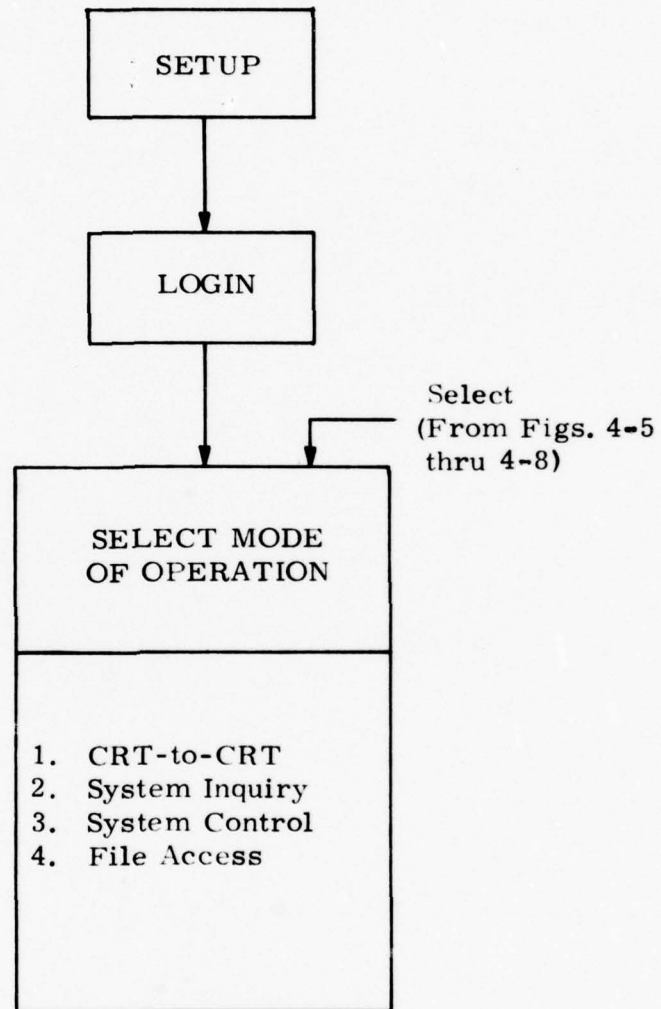 SETUP
LOGIN
Select
(From Figs. 4-5
thru 4-8)
SELECT MODE
OF OPERATION
1. CRT-to-CRT
2. System Inquiry
3. System Control
4. File Access